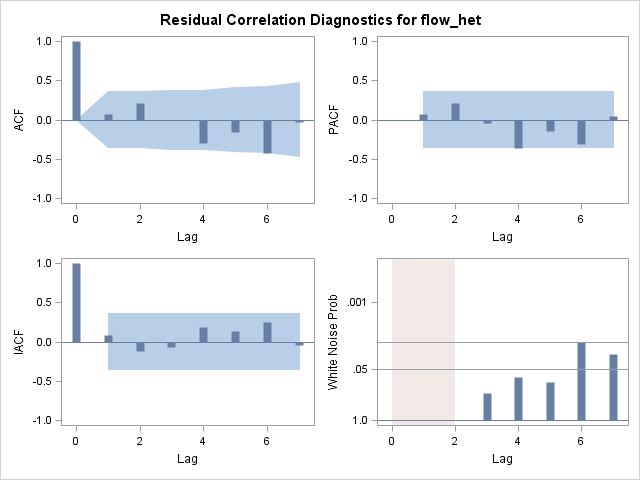 Residual Correlation Diagnostics for flow_het
1.0
0.5
0.0
-0.5
-1.0
ACF
0 2 4 6
Lag
1.0
0.5
0.0
-0.5
-1.0
PACF
0 2 4 6
Lag
1.0
0.5
0.0
-0.5
-1.0
IACF
0 2 4 6
Lag
.001
.05
1.0
White Noise Prob
0 2 4 6
Lag